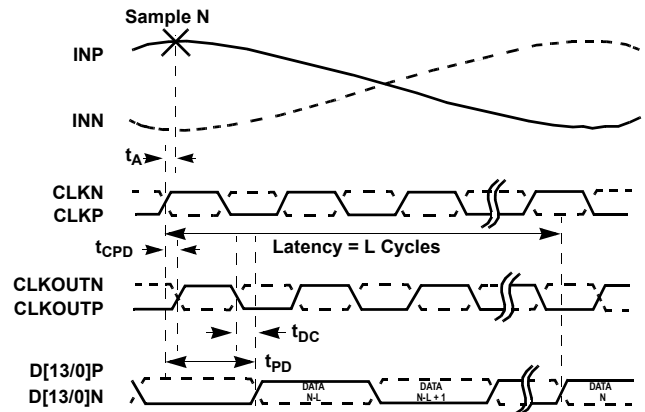 Sample N
INP
INN
tA
CLKN
CLKP
tCPD
Latency = L Cycles
CLKOUTN
CLKOUTP
tDC
tPD
D[13/0]P
D[13/0]N
DATA
N-L
DATA
N-L + 1
DATA
N